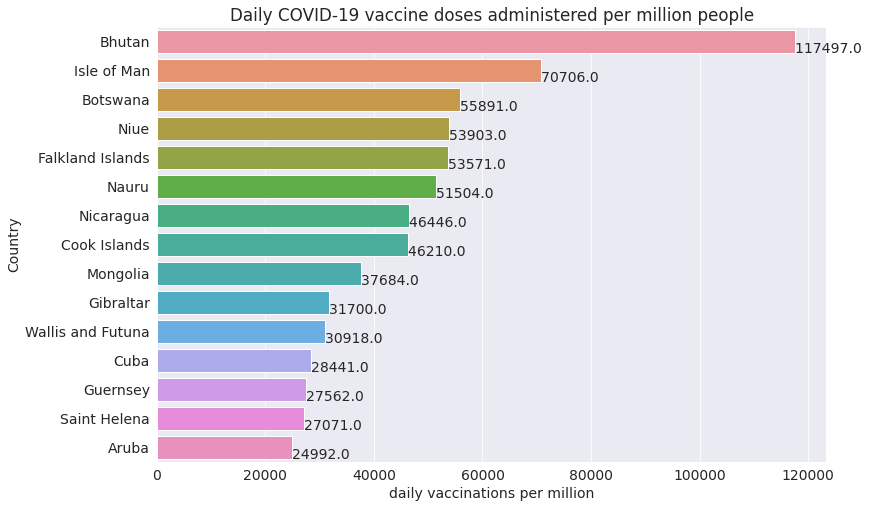 Daily COVID-19 vaccine doses administered per million people
Country
Bhutan 117497.0
Isle of Man 70706.0
Botswana 55891.0
Niue 53903.0
Falkland Islands 53571.0
Nauru 51504.0
Nicaragua 46446.0
Cook Islands 46210.0
Mongolia 37684.0
Gibraltar 31700.0
Wallis and Futuna 30918.0
Cuba 28441.0
Guernsey 27562.0
Saint Helena 27071.0
Aruba 24992.0
0 20000 40000 60000 80000 100000 120000
daily vaccinations per million